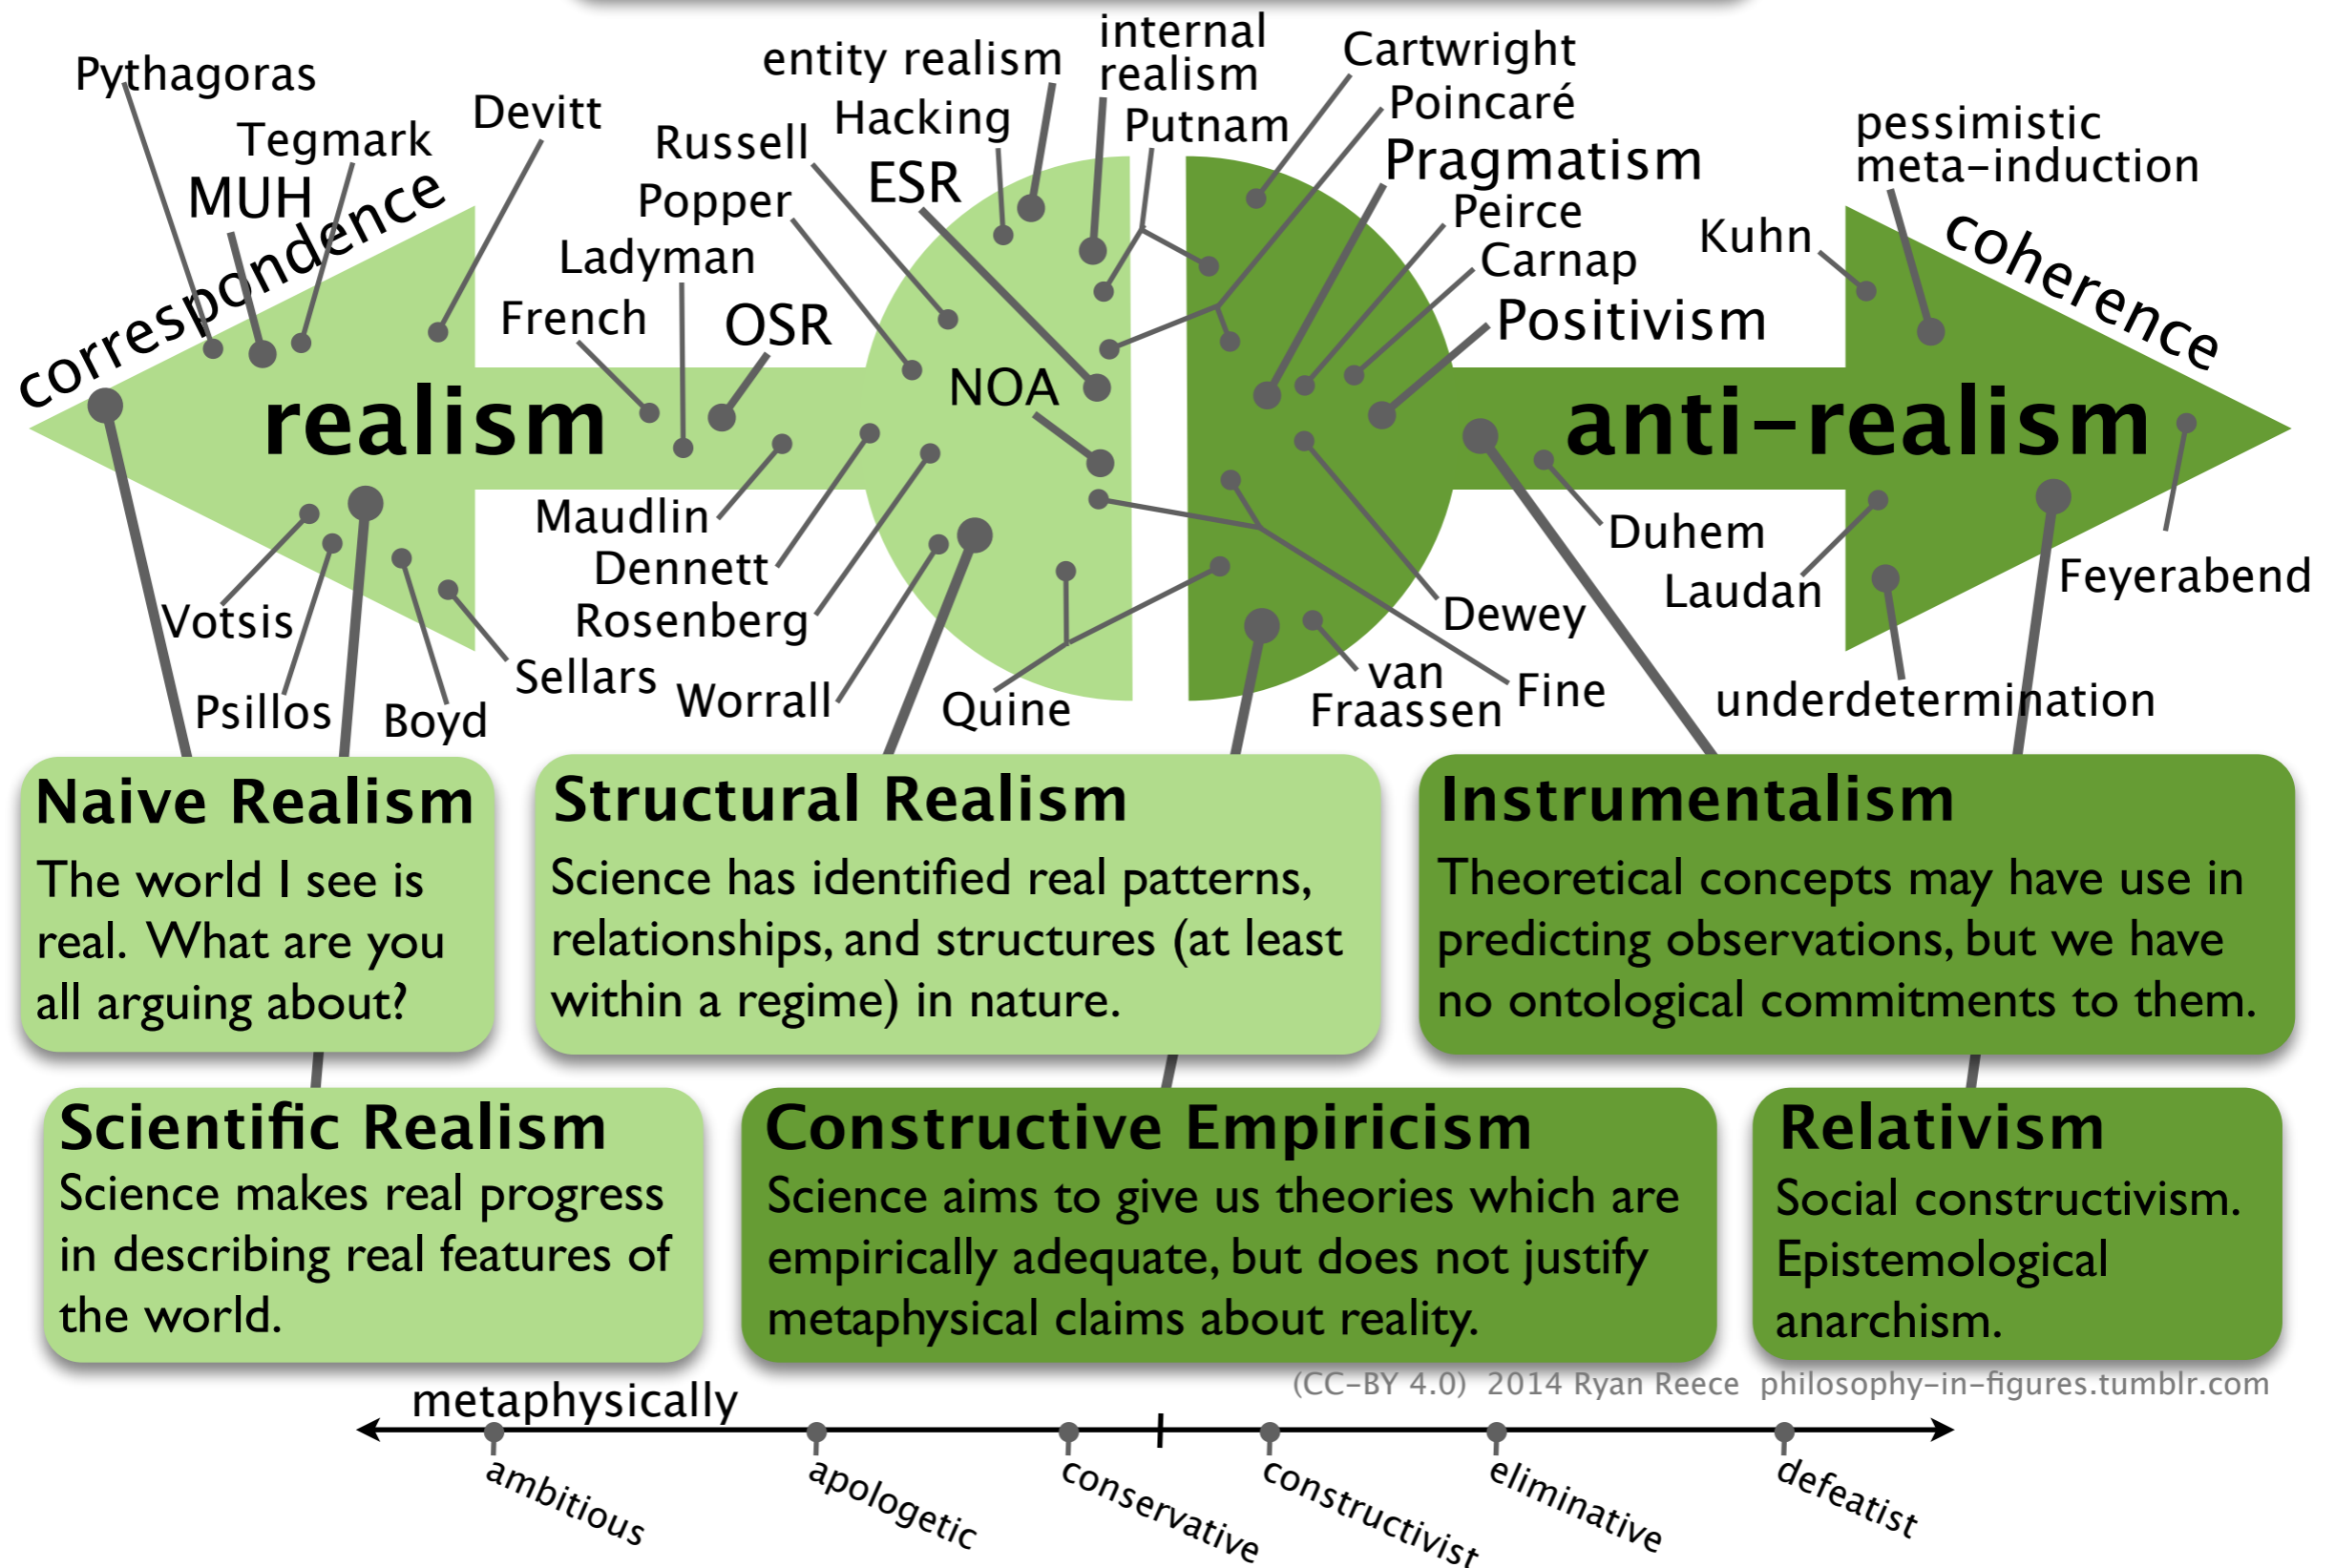 Pythagoras
Tegmark
MUH
correspondence
Devitt
entity realism
Hacking
Russell
ESR
Popper
Ladyman
French
OSR
internal
realism
Putnam
Cartwright
Poincaré
Pragmatism
Peirce
Carnap
Positivism
Kuhn
pessimistic
meta-induction
coherence
NOA
realism
anti-realism
Votsis
Psillos
Boyd
Sellars
Maudlin
Dennett
Rosenberg
Worrall
Quine
van
Fraassen
Fine
Dewey
Duhem
Laudan
underdetermination
Feyerabend
Naive Realism
The world I see is
real. What are you
all arguing about?
Structural Realism
Science has identified real patterns,
relationships, and structures (at least
within a regime) in nature.
Instrumentalism
Theoretical concepts may have use in
predicting observations, but we have
no ontological commitments to them.
Scientific Realism
Science makes real progress
in describing real features of
the world.
Constructive Empiricism
Science aims to give us theories which are
empirically adequate, but does not justify
metaphysical claims about reality.
Relativism
Social constructivism.
Epistemological
anarchism.
(CC-BY 4.0) 2014 Ryan Reece philosophy-in-figures.tumblr.com
metaphysically
ambitious
apologetic
conservative
constructivist
eliminative
defeatist